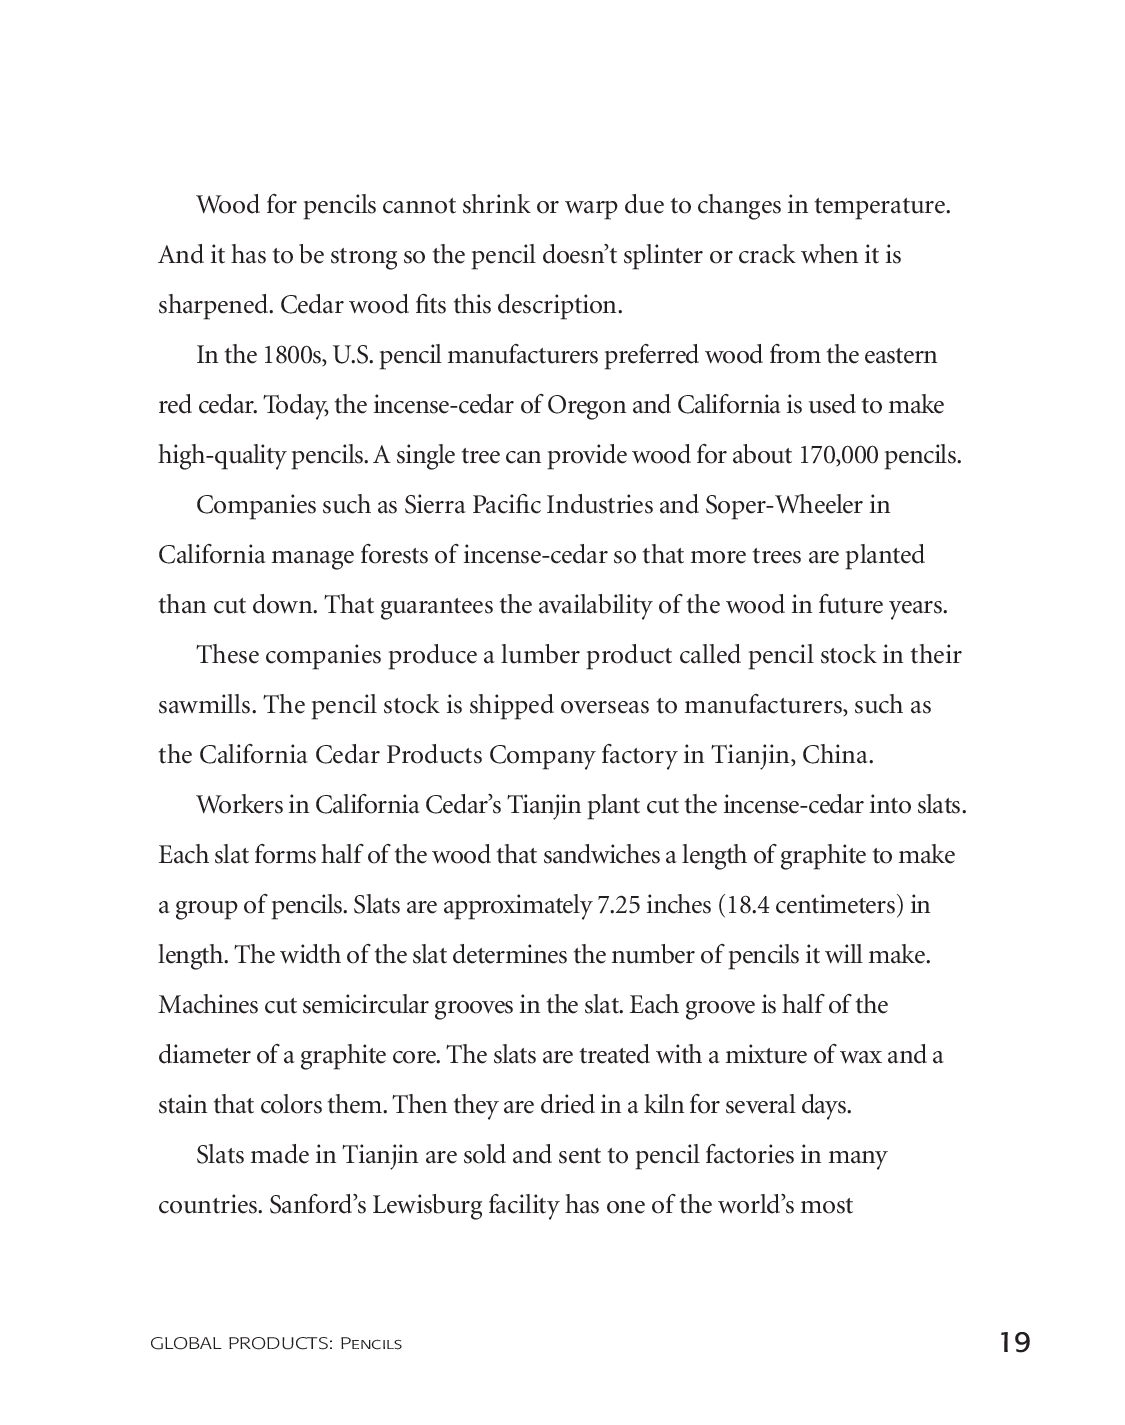 Wood for pencils cannot shrink or warp due to changes in temperature.
And it has to be strong so the pencil doesn’t splinter or crack when it is
sharpened. Cedar wood fits this description.
In the 1800s, U.S. pencil manufacturers preferred wood from the eastern
red cedar. Today, the incense-cedar of Oregon and California is used to make
high-quality pencils. A single tree can provide wood for about 170,000 pencils.
Companies such as Sierra Pacific Industries and Soper-Wheeler in
California manage forests of incense-cedar so that more trees are planted
than cut down. That guarantees the availability of the wood in future years.
These companies produce a lumber product called pencil stock in their
sawmills. The pencil stock is shipped overseas to manufacturers, such as
the California Cedar Products Company factory in Tianjin, China.
Workers in California Cedar’s Tianjin plant cut the incense-cedar into slats.
Each slat forms half of the wood that sandwiches a length of graphite to make
a group of pencils. Slats are approximately 7.25 inches (18.4 centimeters) in
length. The width of the slat determines the number of pencils it will make.
Machines cut semicircular grooves in the slat. Each groove is half of the
diameter of a graphite core. The slats are treated with a mixture of wax and a
stain that colors them. Then they are dried in a kiln for several days.
Slats made in Tianjin are sold and sent to pencil factories in many
countries. Sanford’s Lewisburg facility has one of the world’s most
GLOBAL PRODUCTS: PENCILS 19